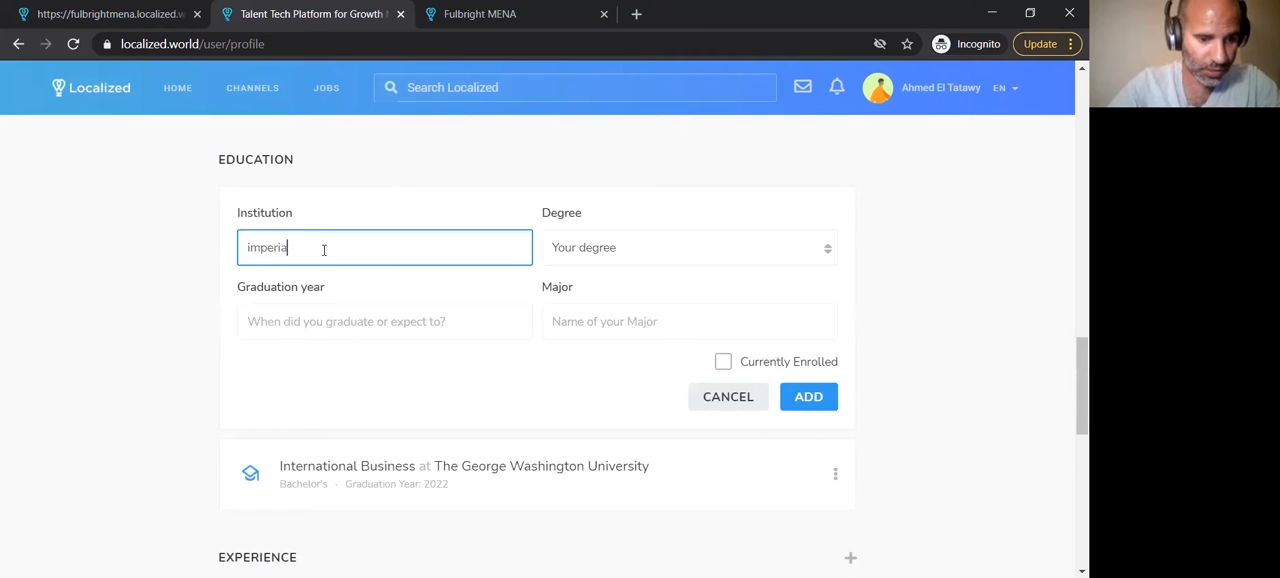 https://fulbrightmena.localized.w
Talent Tech Platform for Growth
Fulbright MENA
localized.world/user/profile
Incognito
Update
Localized
HOME
CHANNELS
JOBS
Search Localized
Ahmed El Tatawy
EN
EDUCATION
Institution
Degree
imperia
Your degree
Graduation year
Major
When did you graduate or expect to?
Name of your Major
Currently Enrolled
CANCEL
ADD
International Business at The George Washington University
Bachelor's · Graduation Year: 2022
EXPERIENCE